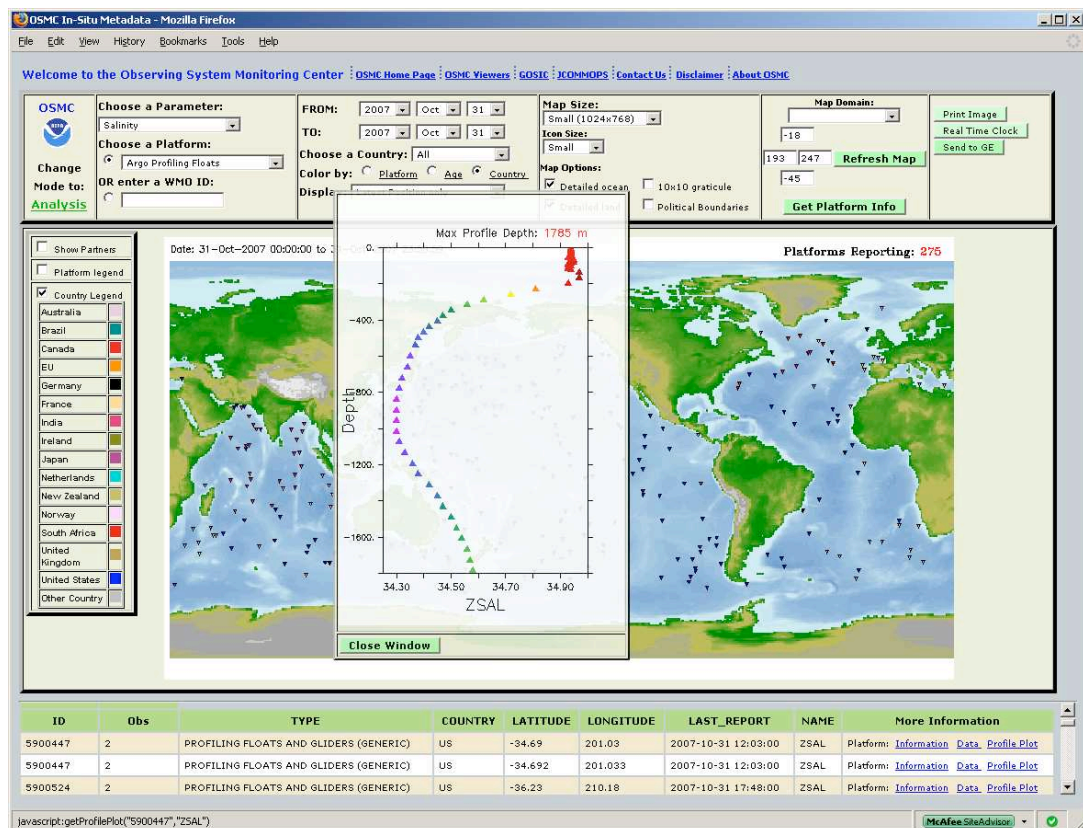 OSMC In-Situ Metadata - Mozilla Firefox
File Edit View History Bookmarks Tools Help
Welcome to the Observing System Monitoring Center OSMC Home Page OSMC Viewers GOSIC JCOMMOPS Contact Us Disclaimer About OSMC
OSMC
Change
Mode to:
Analysis
Choose a Parameter:
Salinity
Choose a Platform:
Argo Profiling Floats
OR enter a WMO ID:
FROM: 2007 Oct 31
TO: 2007 Oct 31
Choose a Country: All
Color by: Platform Age Country
Display:
Map Size:
Small (1024x768)
Icon Size:
Small
Map Options:
Detailed ocean 10x10 graticule
Detailed land Political Boundaries
Map Domain:
-18
193 247 Refresh Map
-45
Get Platform Info
Print Image
Real Time Clock
Send to GE
Show Partners
Platform legend
Country Legend
Australia
Brazil
Canada
EU
Germany
France
India
Ireland
Japan
Netherlands
New Zealand
Norway
South Africa
United
Kingdom
United States
Other Country
Date: 31-Oct-2007 00:00:00 to
Platforms Reporting: 275
Max Profile Depth: 1785 m
0.
-400.
-800.
-1200.
-1600.
Depth
34.30 34.50 34.70 34.90
ZSAL
Close Window
ID Obs TYPE COUNTRY LATITUDE LONGITUDE LAST_REPORT NAME More Information
5900447 2 PROFILING FLOATS AND GLIDERS (GENERIC) US -34.69 201.03 2007-10-31 12:03:00 ZSAL Platform: Information Data Profile Plot
5900447 2 PROFILING FLOATS AND GLIDERS (GENERIC) US -34.692 201.033 2007-10-31 12:03:00 ZSAL Platform: Information Data Profile Plot
5900524 2 PROFILING FLOATS AND GLIDERS (GENERIC) US -36.23 210.18 2007-10-31 17:48:00 ZSAL Platform: Information Data Profile Plot
javascript:getProfilePlot("5900447","ZSAL")
McAfee SiteAdvisor